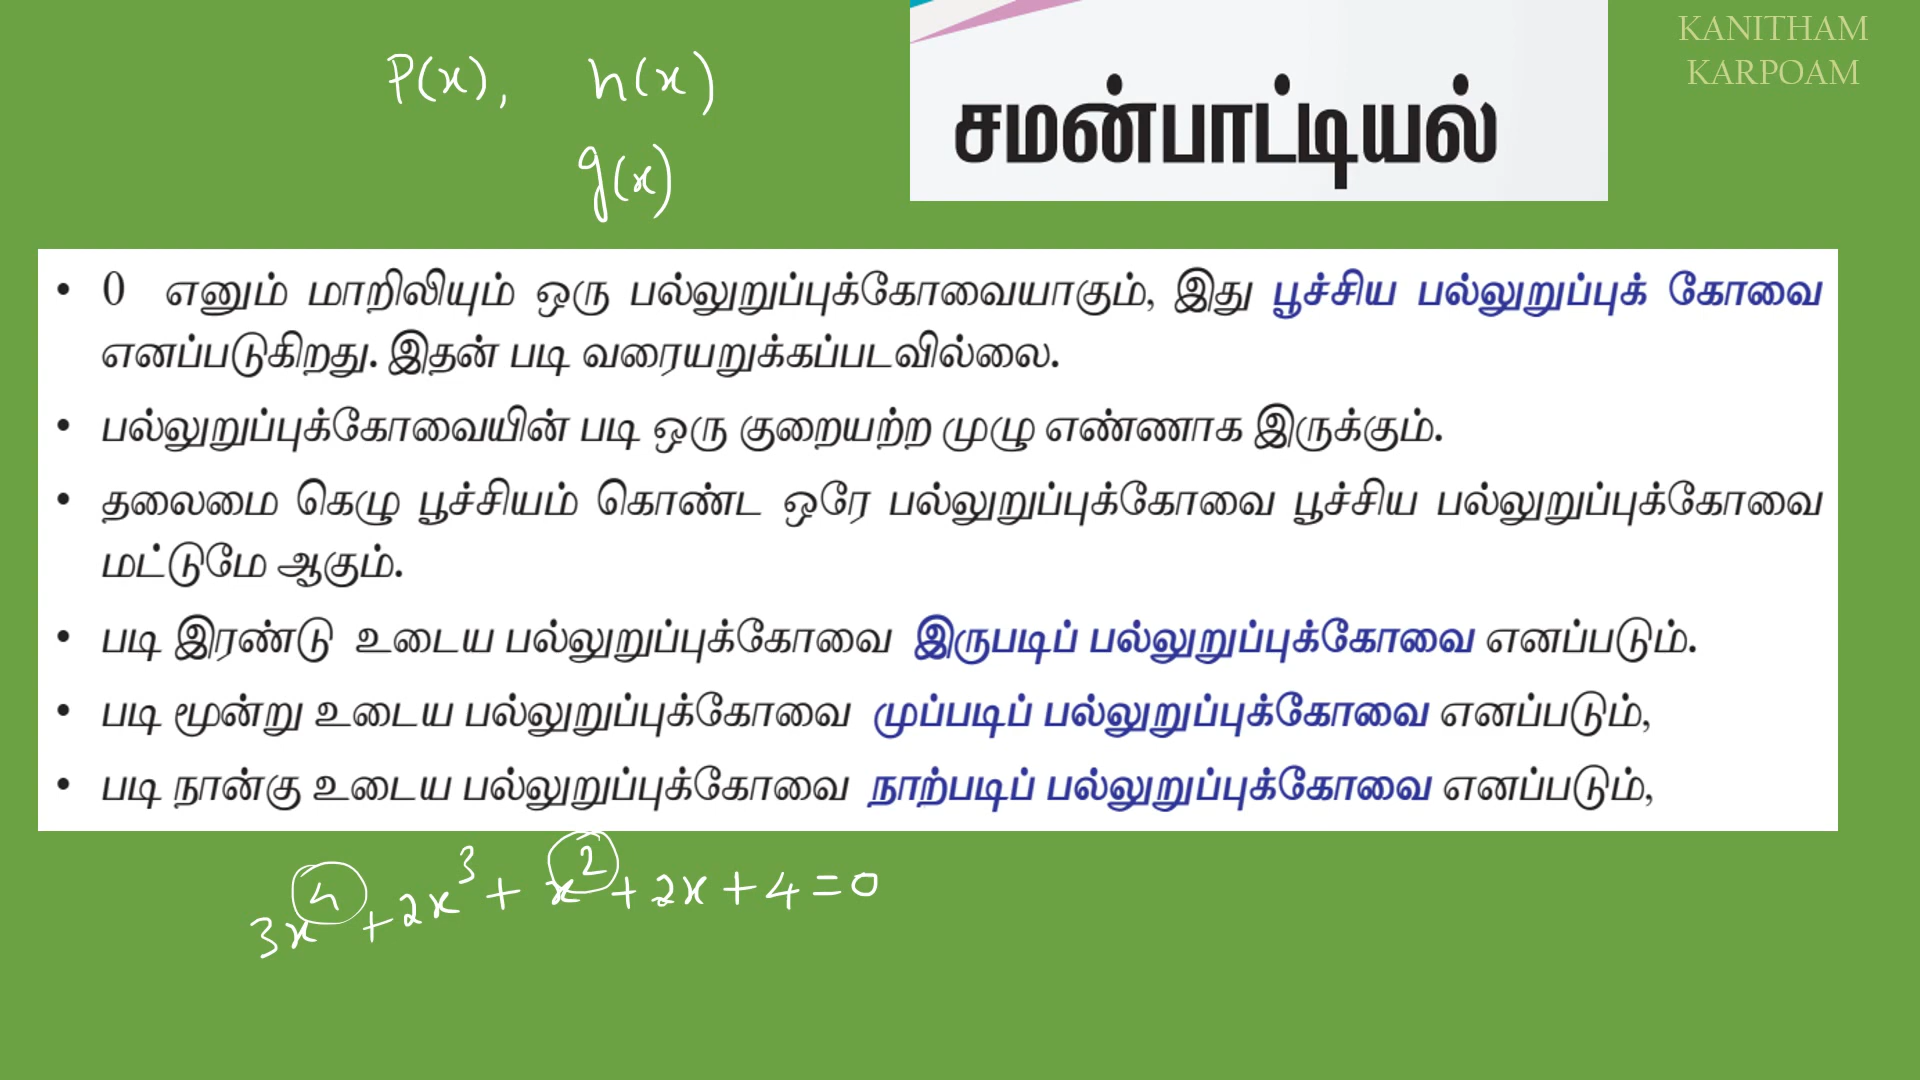 P(x), h(x)
g(x)
சமன்பாட்டியல்
KANITHAM
KARPOAM
• 0 எனும் மாறிலியும் ஒரு பல்லுறுப்புக்கோவையாகும், இது பூச்சிய பல்லுறுப்புக் கோவை
எனப்படுகிறது. இதன் படி வரையறுக்கப்படவில்லை.
• பல்லுறுப்புக்கோவையின் படி ஒரு குறையற்ற முழு எண்ணாக இருக்கும்.
• தலைமை கெழு பூச்சியம் கொண்ட ஒரே பல்லுறுப்புக்கோவை பூச்சிய பல்லுறுப்புக்கோவை
மட்டுமே ஆகும்.
• படி இரண்டு உடைய பல்லுறுப்புக்கோவை இருபடிப் பல்லுறுப்புக்கோவை எனப்படும்.
• படி மூன்று உடைய பல்லுறுப்புக்கோவை முப்படிப் பல்லுறுப்புக்கோவை எனப்படும்,
• படி நான்கு உடைய பல்லுறுப்புக்கோவை நாற்படிப் பல்லுறுப்புக்கோவை எனப்படும்,
3x⁴+2x³+x²+2x+4=0